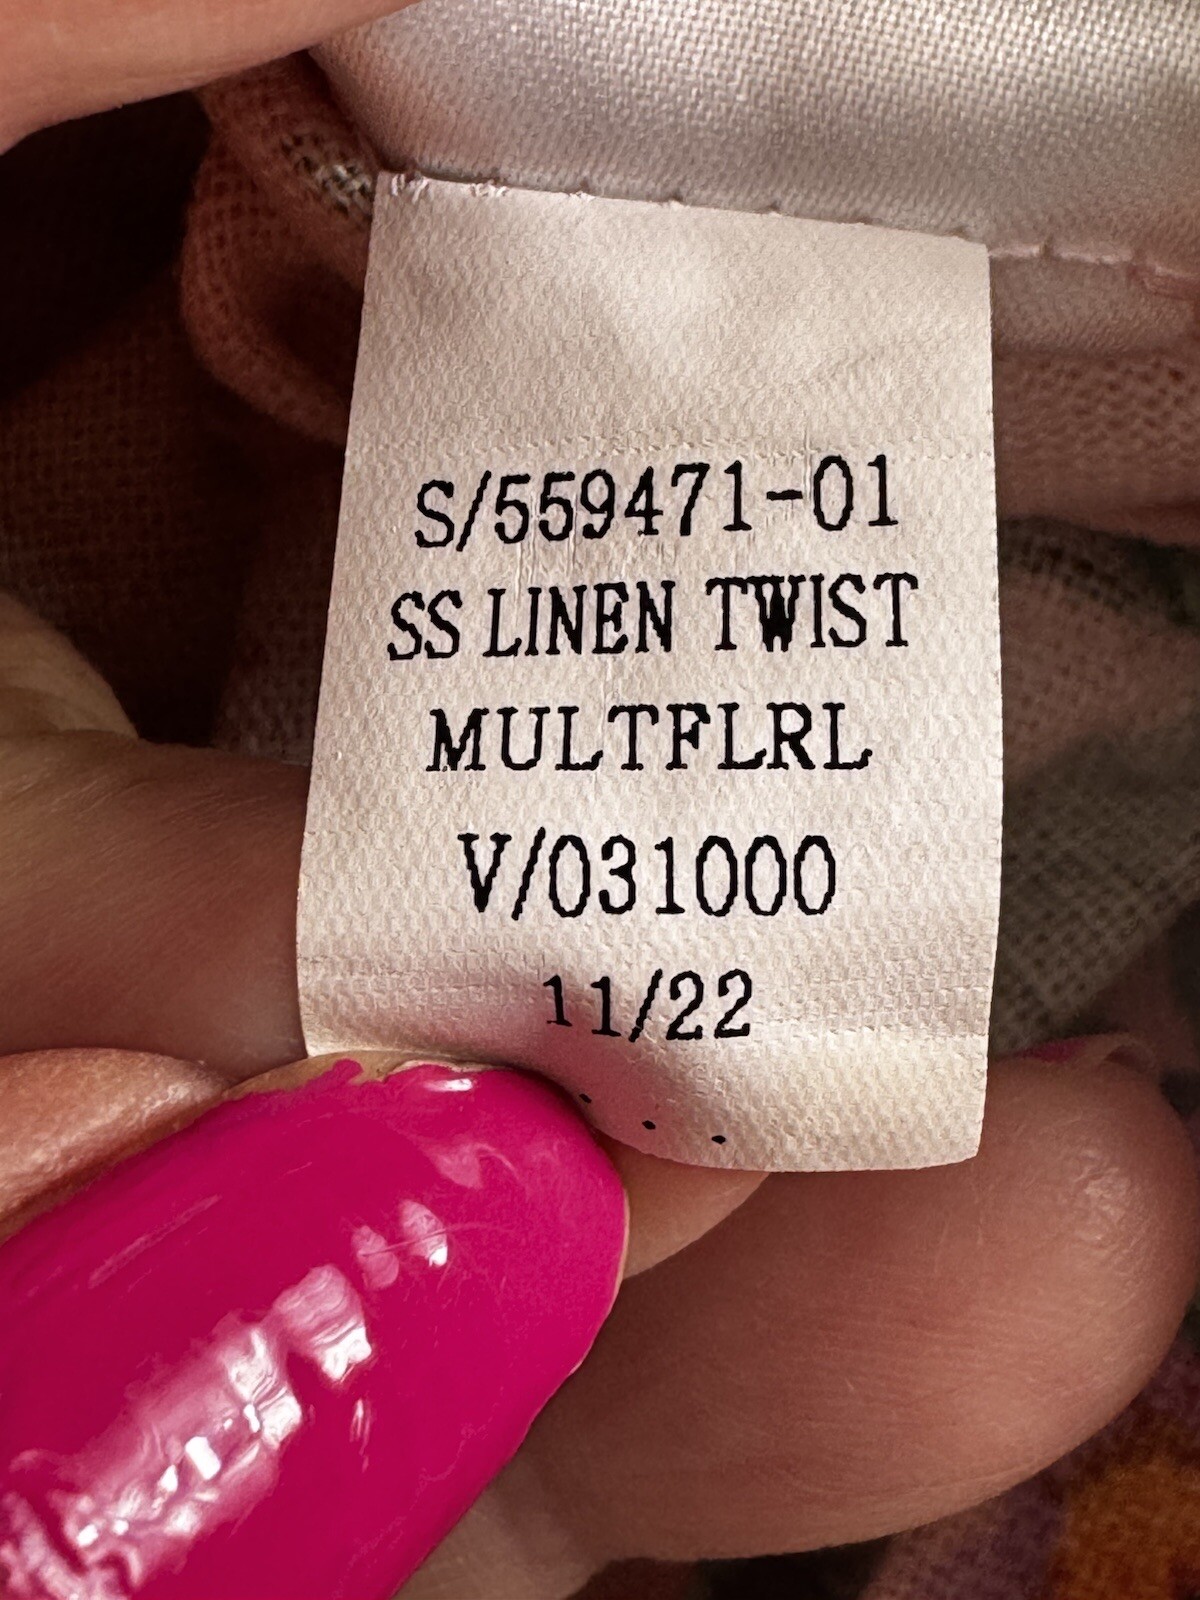 S/559471-01
SS LINEN TWIST
MULTFLRL
V/031000
11/22